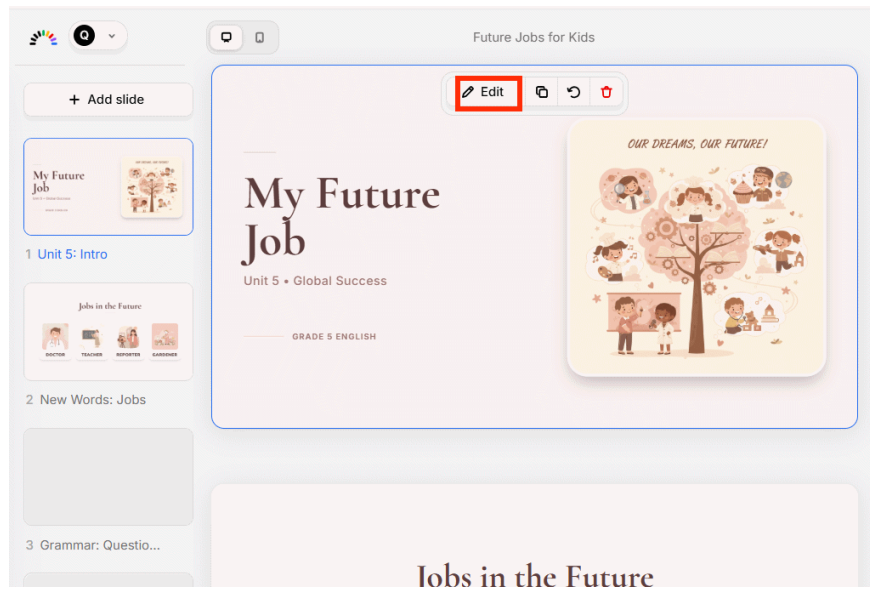 Q
Future Jobs for Kids
+ Add slide
Edit
My Future
Job
Unit 5 • Global Success
GRADE 5 ENGLISH
OUR DREAMS, OUR FUTURE!
My Future
Job
1 Unit 5: Intro
Jobs in the Future
DOCTOR TEACHER REPORTER GARDENER
2 New Words: Jobs
3 Grammar: Questio...
Jobs in the Future